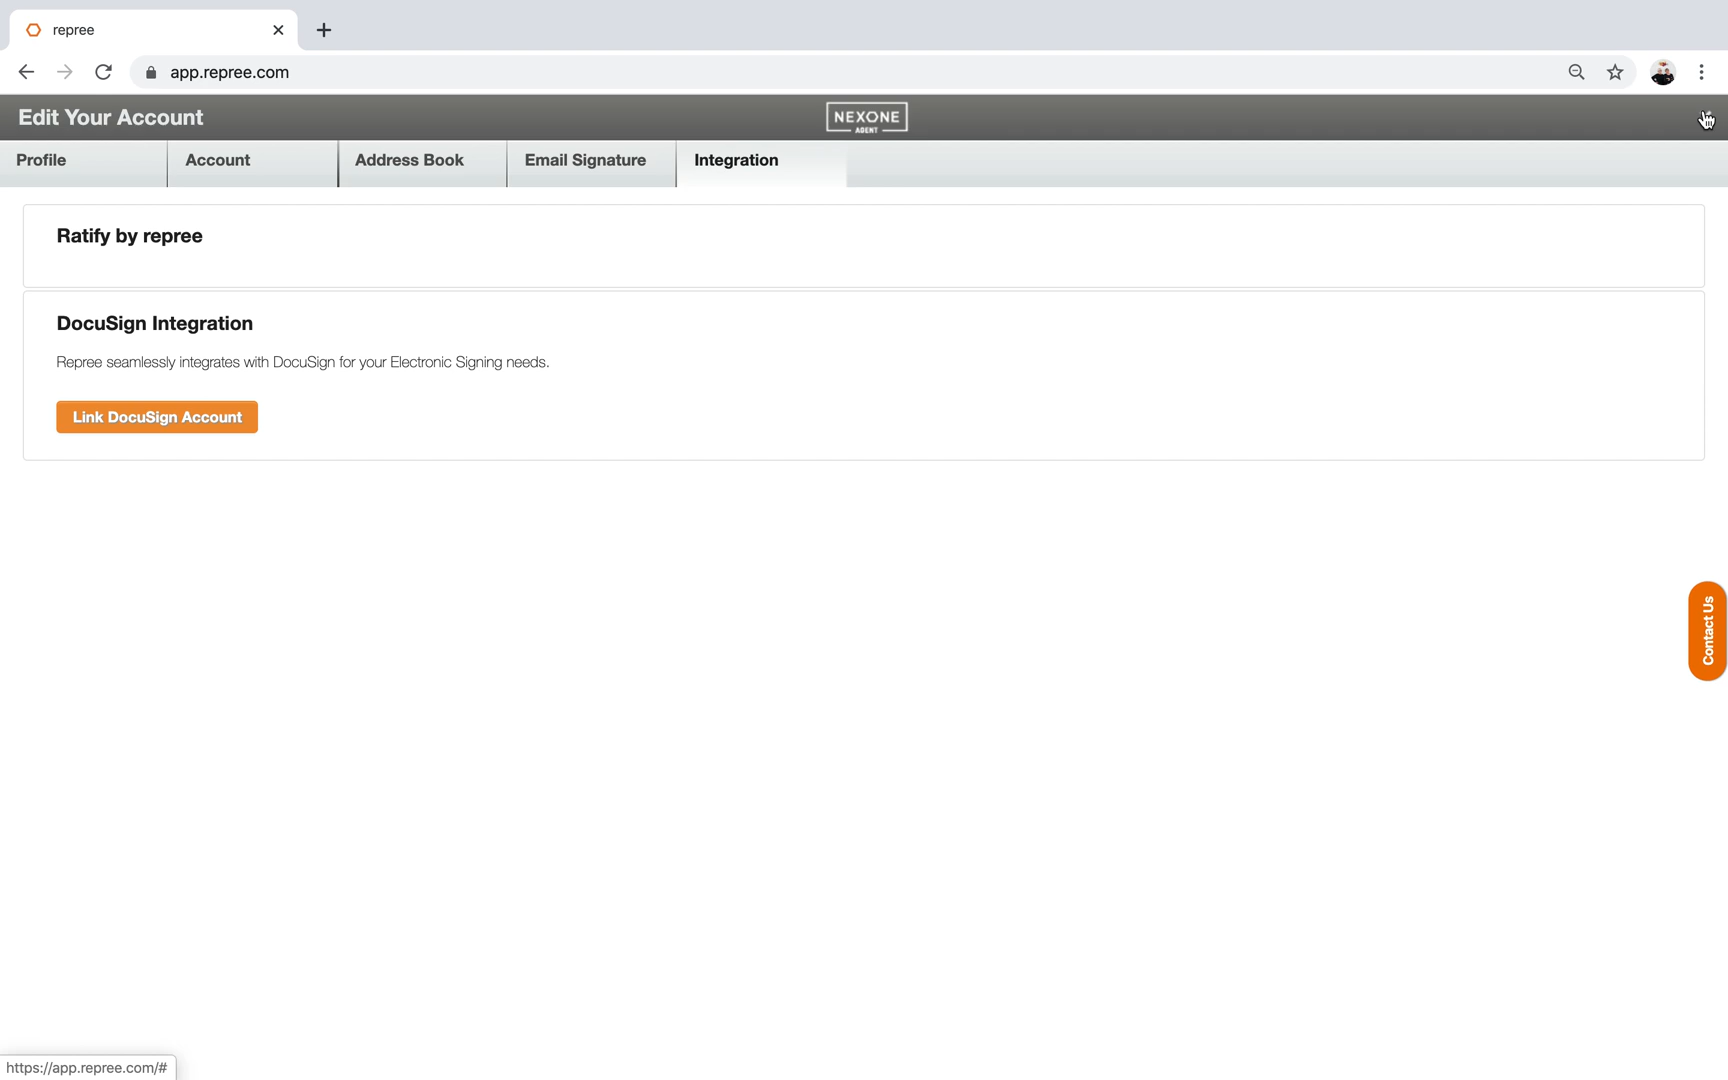 repree
app.repree.com
Edit Your Account
NEXONE
AGENT
Profile
Account
Address Book
Email Signature
Integration
Ratify by repree
DocuSign Integration
Repree seamlessly integrates with DocuSign for your Electronic Signing needs.
Link DocuSign Account
Contact Us
https://app.repree.com/#